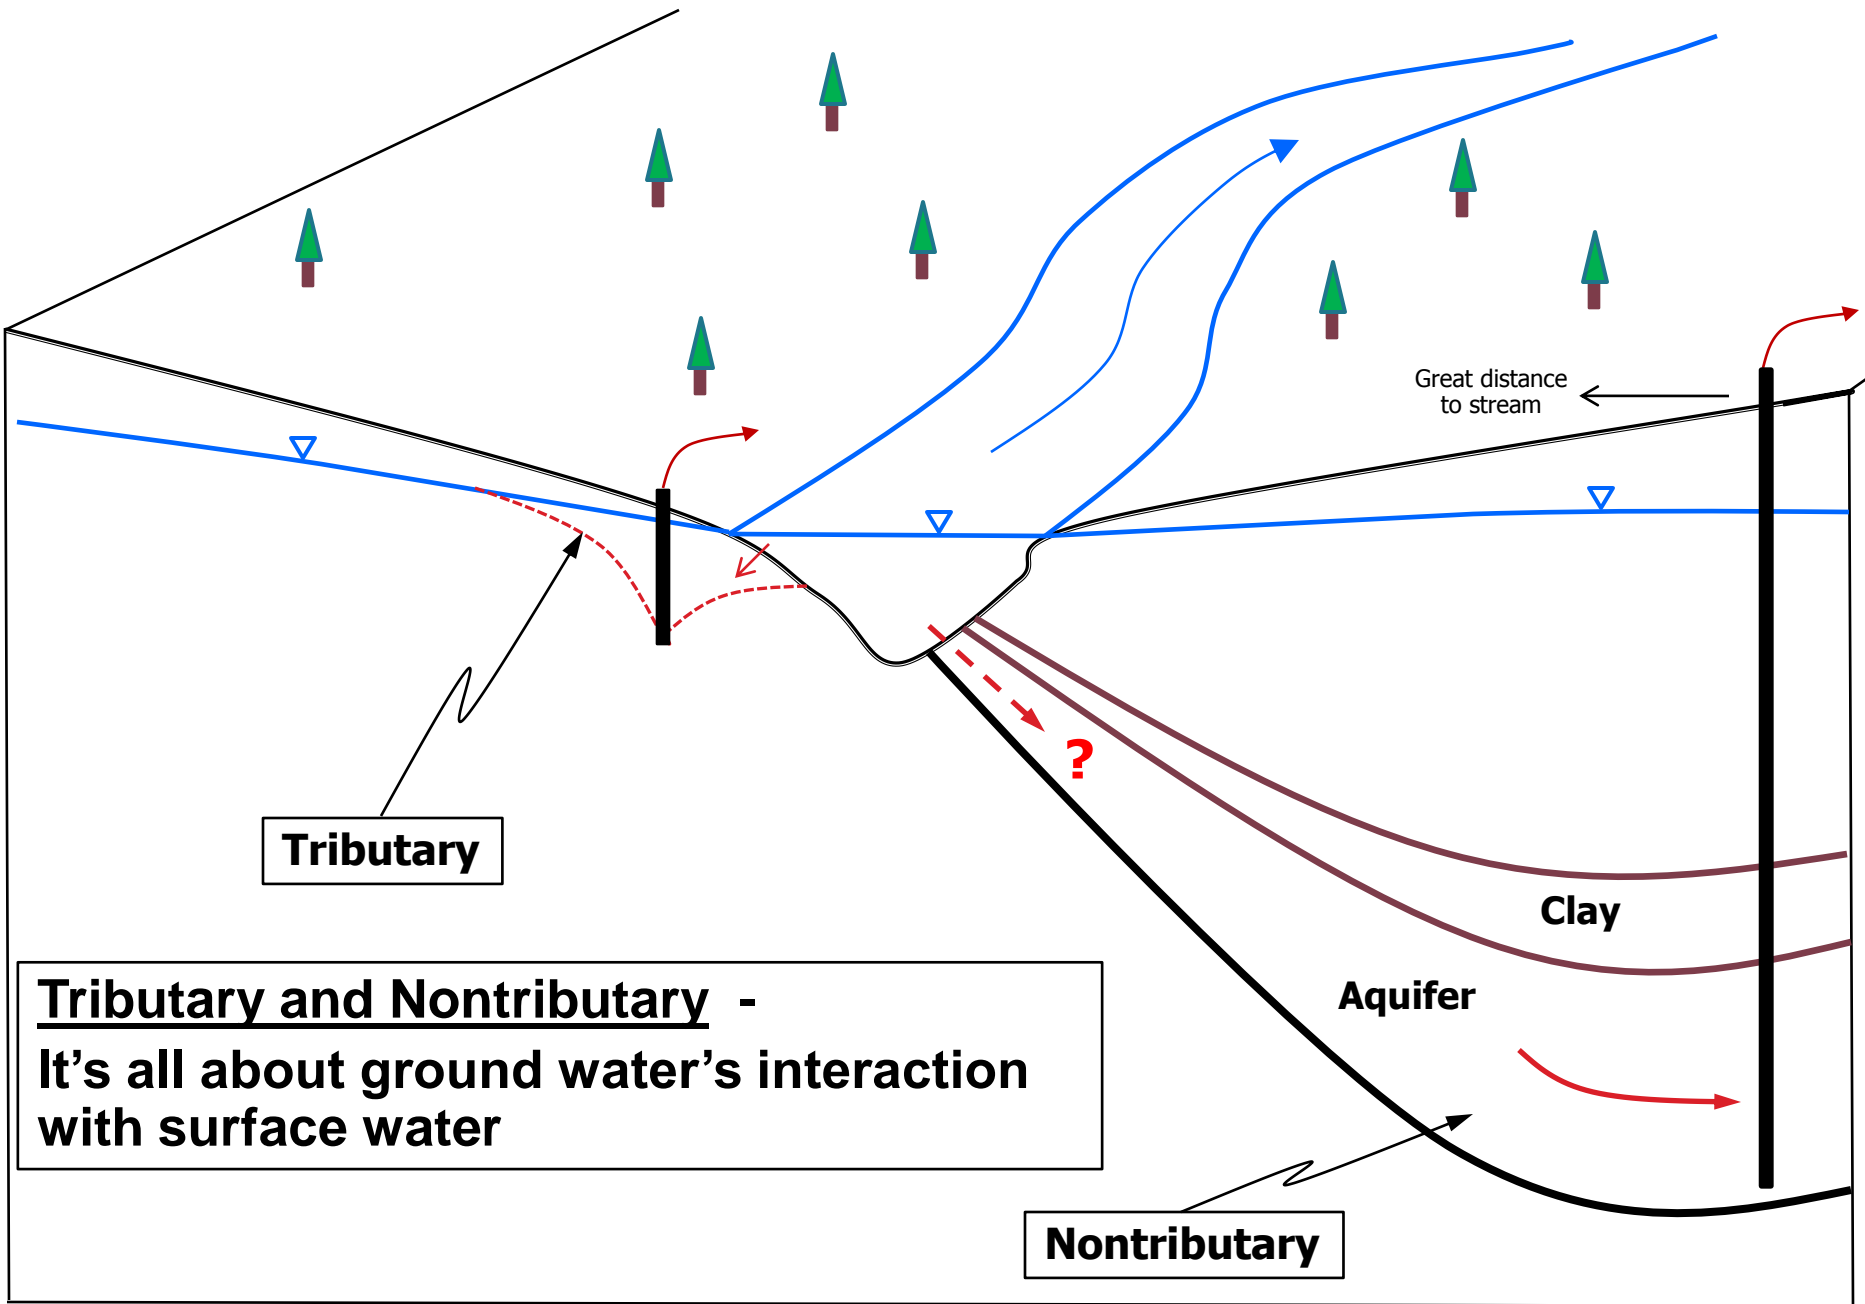 Great distance
to stream
?
Tributary
Clay
Aquifer
Tributary and Nontributary -
It’s all about ground water’s interaction
with surface water
Nontributary